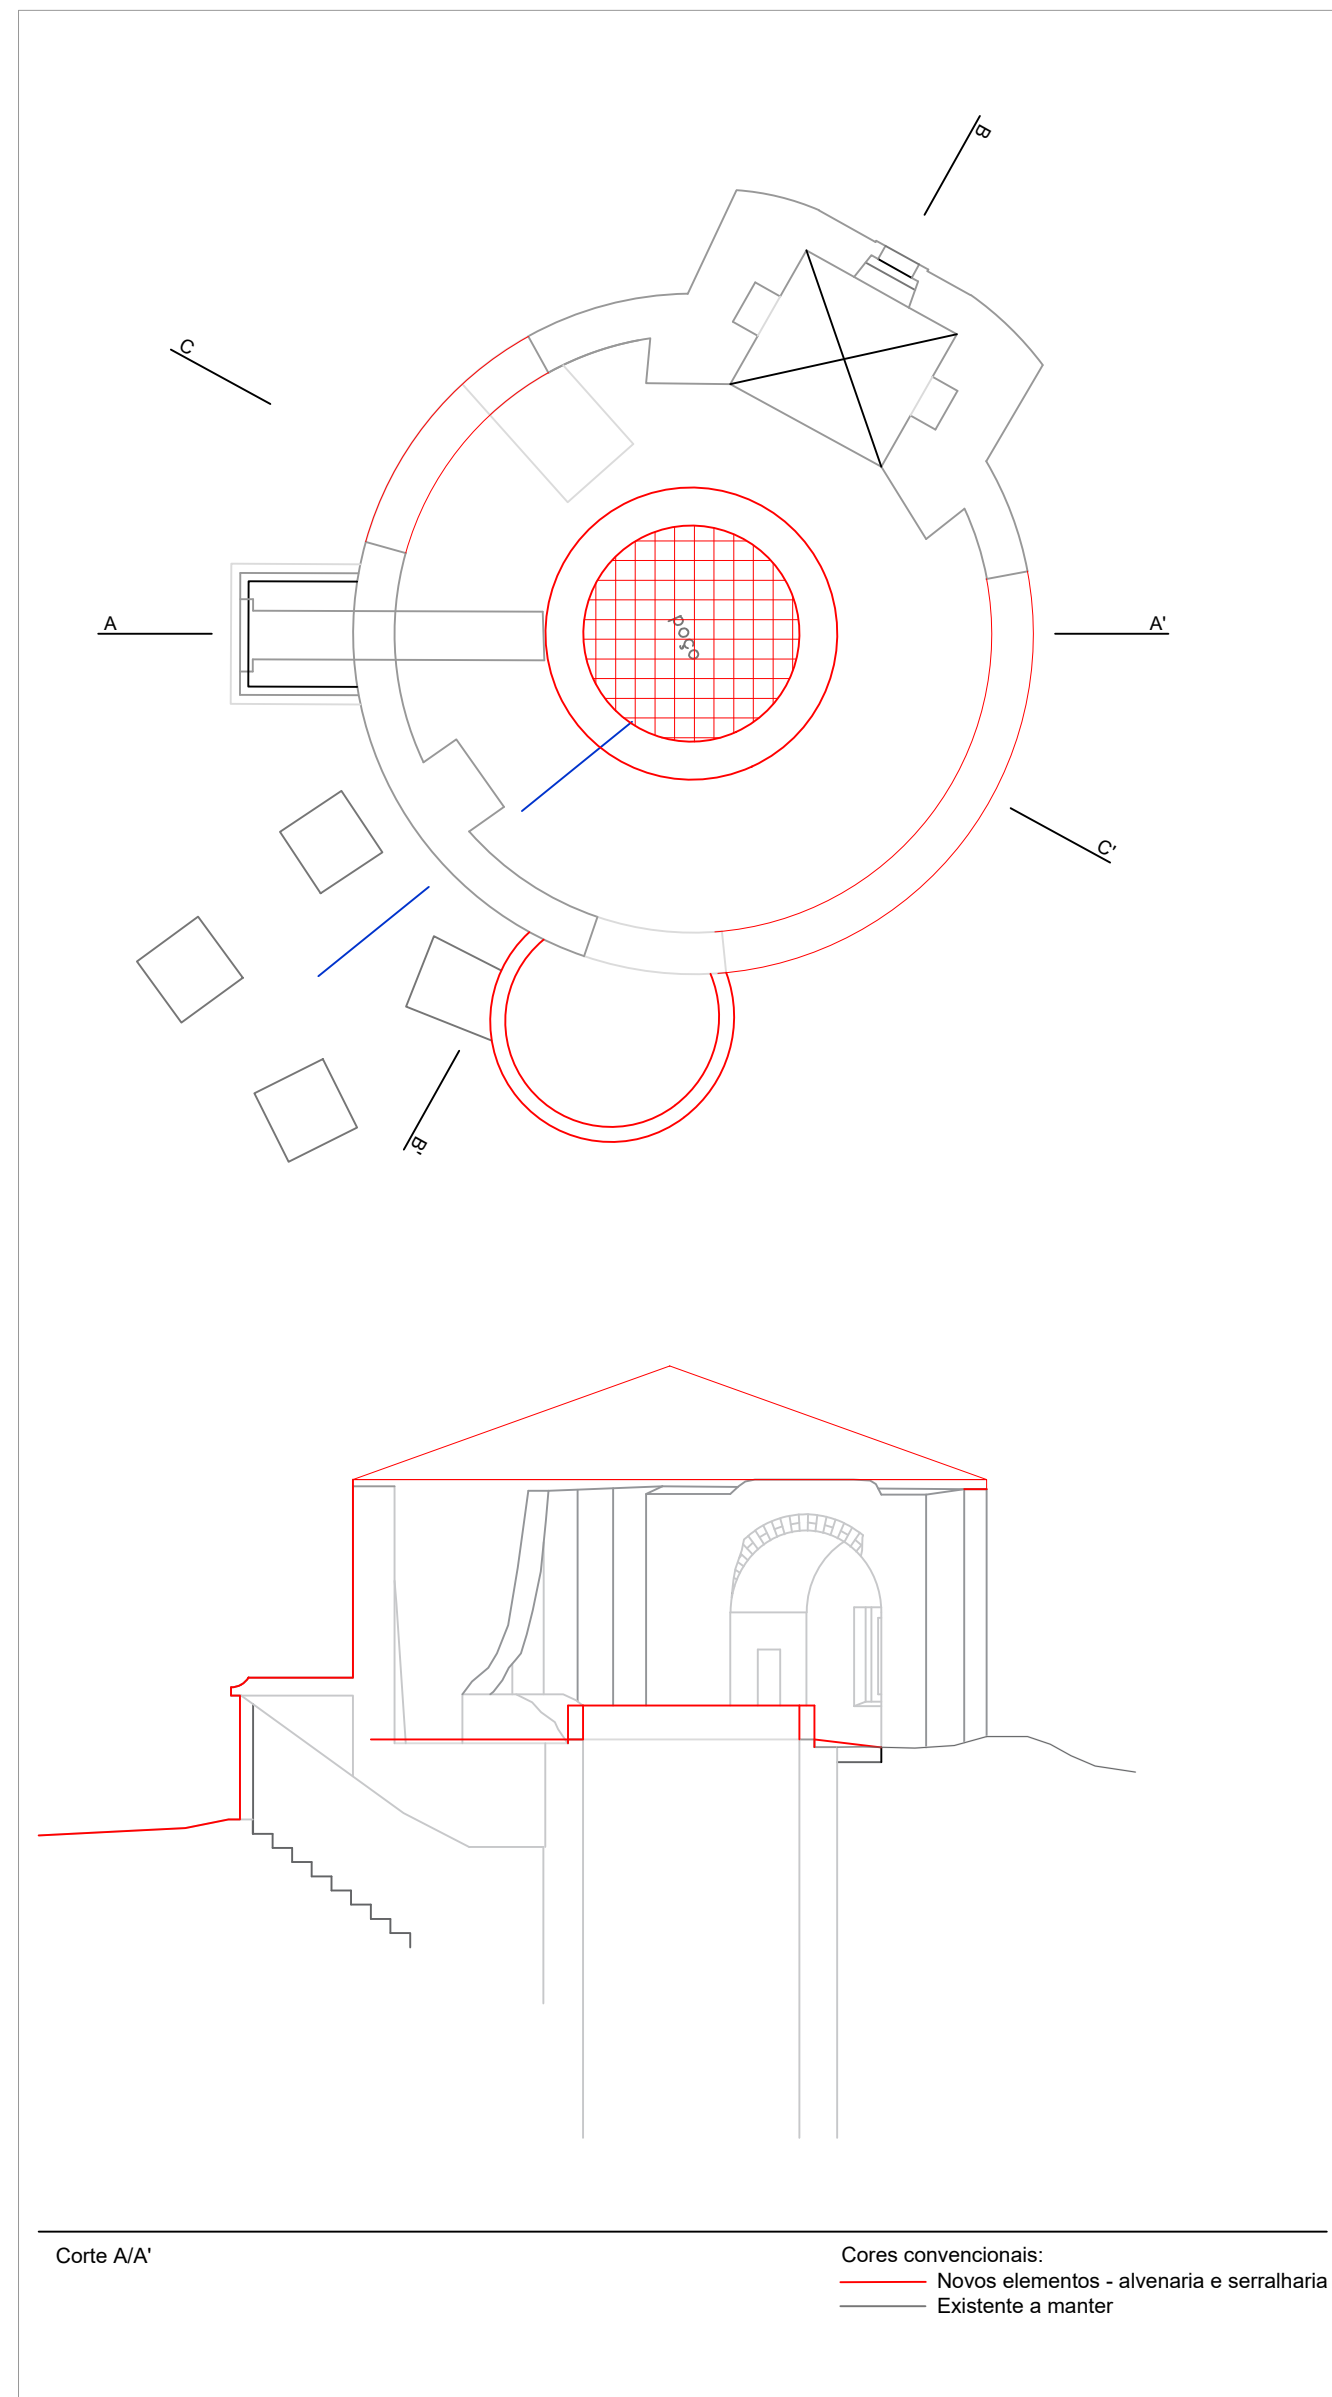 B
C
A
A'
poço
C'
B'
Corte A/A'
Cores convencionais:
Novos elementos - alvenaria e serralharia
Existente a manter